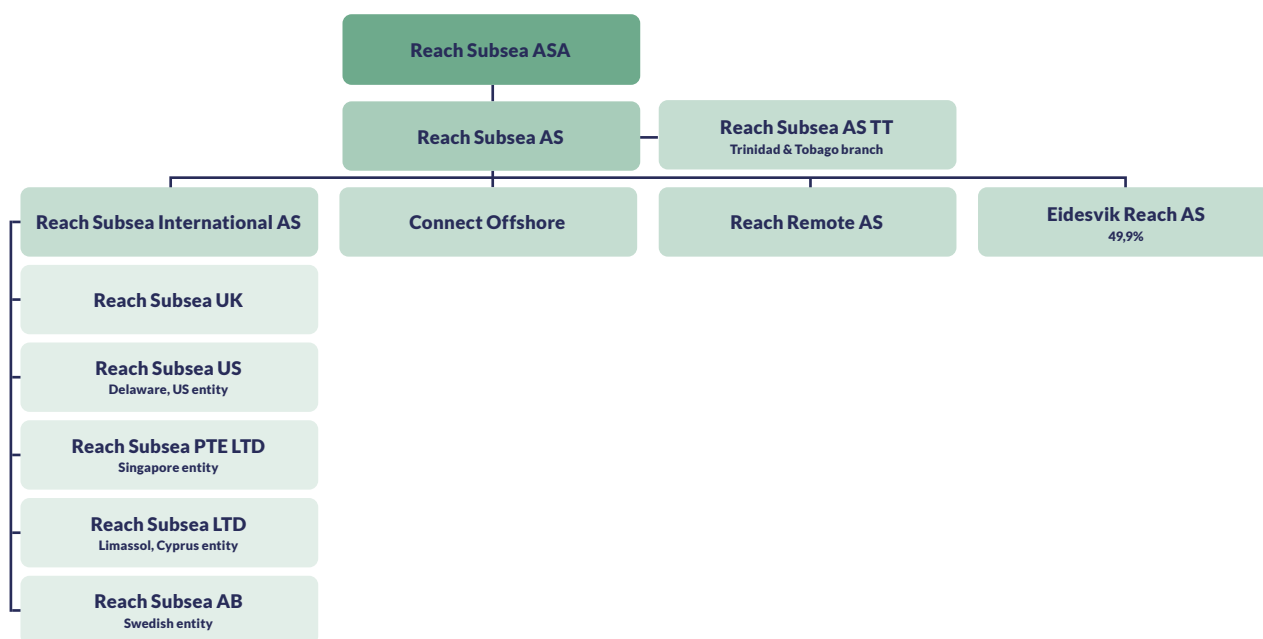 Reach Subsea ASA
Reach Subsea AS
Reach Subsea AS TT
Trinidad & Tobago branch
Reach Subsea International AS
Connect Offshore
Reach Remote AS
Eidesvik Reach AS
49,9%
Reach Subsea UK
Reach Subsea US
Delaware, US entity
Reach Subsea PTE LTD
Singapore entity
Reach Subsea LTD
Limassol, Cyprus entity
Reach Subsea AB
Swedish entity